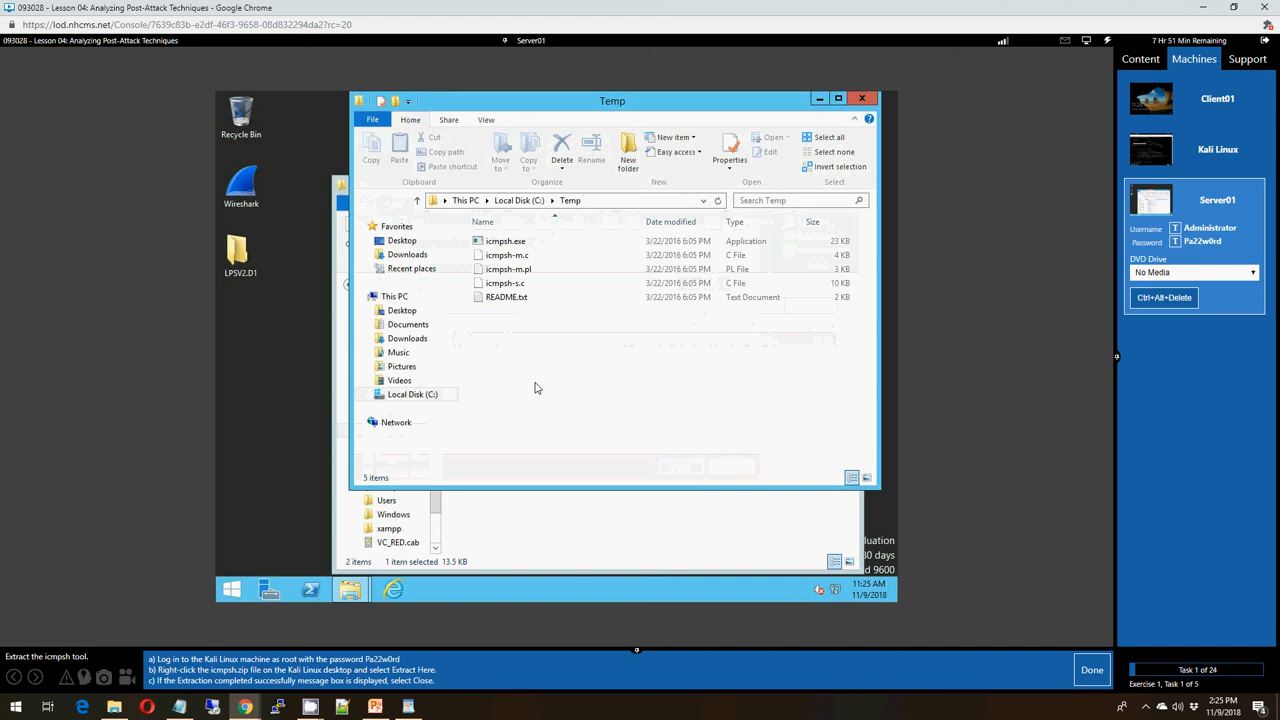 093028 - Lesson 04: Analyzing Post-Attack Techniques - Google Chrome
https://lod.nhcms.net/Console/7639c83b-e2df-46f3-9658-08d832294da2?rc=20
093028 - Lesson 04: Analyzing Post-Attack Techniques
Server01
7 Hr 51 Min Remaining
Content
Machines
Support
Client01
Kali Linux
Server01
Username
T
Administrator
Password
T
Pa22w0rd
DVD Drive
No Media
Ctrl+Alt+Delete
Recycle Bin
Wireshark
LPSV2.D1
Temp
File
Home
Share
View
Copy
Paste
Cut
Copy path
Paste shortcut
Clipboard
Move to
Copy to
Delete
Rename
Organize
New folder
New item
Easy access
New
Properties
Open
Edit
Open
Select all
Select none
Invert selection
Select
This PC
Local Disk (C:)
Temp
Search Temp
Name
Date modified
Type
Size
icmpsh.exe
3/22/2016 6:05 PM
Application
23 KB
icmpsh-m.c
3/22/2016 6:05 PM
C File
4 KB
icmpsh-m.pl
3/22/2016 6:05 PM
PL File
3 KB
icmpsh-s.c
3/22/2016 6:05 PM
C File
10 KB
README.txt
3/22/2016 6:05 PM
Text Document
2 KB
Favorites
Desktop
Downloads
Recent places
This PC
Desktop
Documents
Downloads
Music
Pictures
Videos
Local Disk (C:)
Network
5 items
Users
Windows
xampp
VC_RED.cab
2 items
1 item selected 13.5 KB
11:25 AM
11/9/2018
Extract the icmpsh tool.
a) Log in to the Kali Linux machine as root with the password Pa22w0rd
b) Right-click the icmpsh.zip file on the Kali Linux desktop and select Extract Here.
c) If the Extraction completed successfully message box is displayed, select Close.
Done
Task 1 of 24
Exercise 1, Task 1 of 5
2:25 PM
11/9/2018